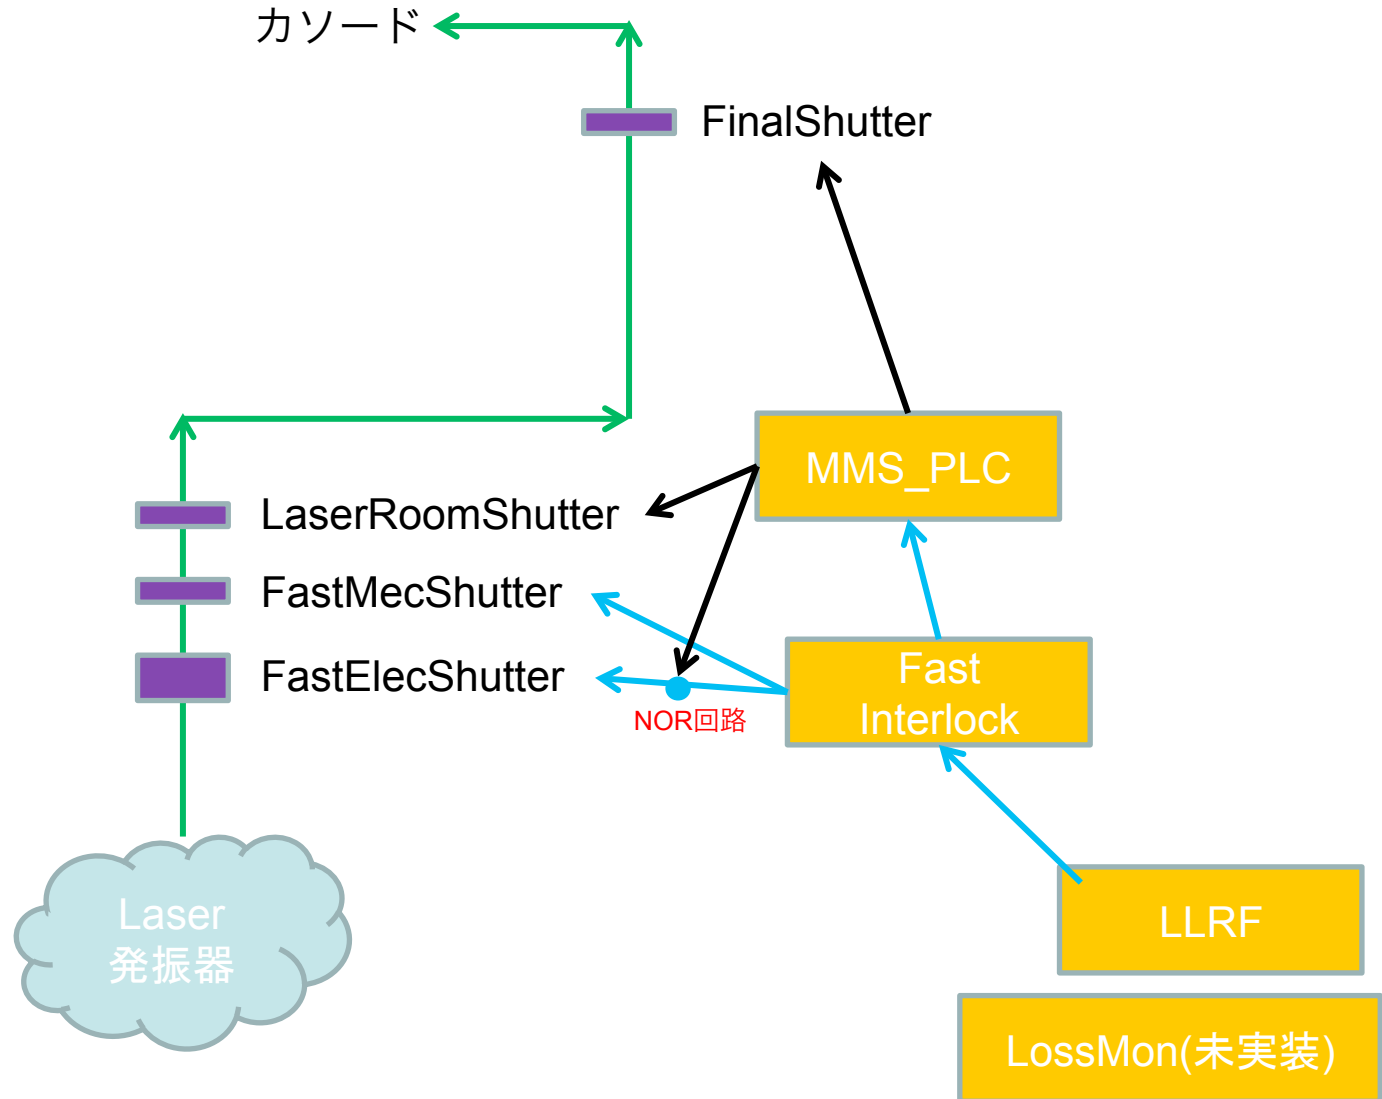 カソード
FinalShutter
MMS_PLC
LaserRoomShutter
FastMecShutter
FastElecShutter
NOR回路
Fast
Interlock
Laser
発振器
LLRF
LossMon(未実装)